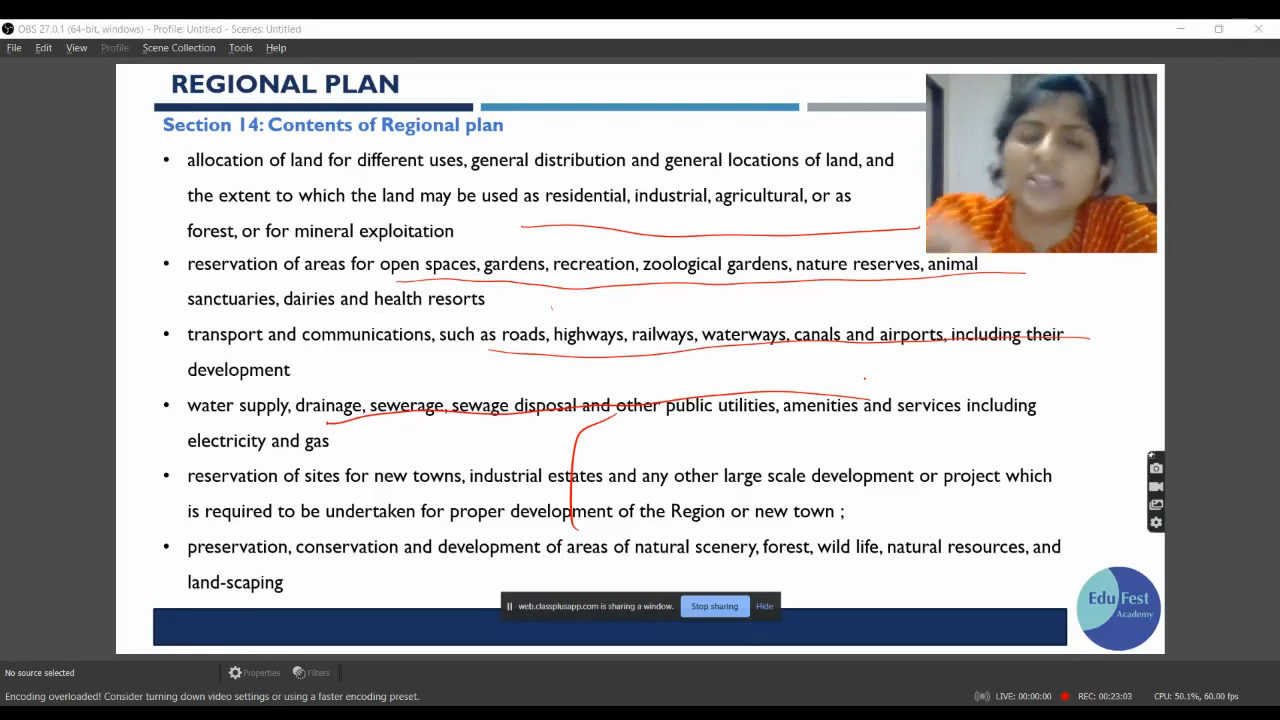 OBS 27.0.1 (64-bit, windows) - Profile: Untitled - Scenes: Untitled
File Edit View Profile Scene Collection Tools Help
REGIONAL PLAN
Section 14: Contents of Regional plan
• allocation of land for different uses, general distribution and general locations of land, and
the extent to which the land may be used as residential, industrial, agricultural, or as
forest, or for mineral exploitation
• reservation of areas for open spaces, gardens, recreation, zoological gardens, nature reserves, animal
sanctuaries, dairies and health resorts
• transport and communications, such as roads, highways, railways, waterways, canals and airports, including their
development
• water supply, drainage, sewerage, sewage disposal and other public utilities, amenities and services including
electricity and gas
• reservation of sites for new towns, industrial estates and any other large scale development or project which
is required to be undertaken for proper development of the Region or new town ;
• preservation, conservation and development of areas of natural scenery, forest, wild life, natural resources, and
land-scaping
web.classplusapp.com is sharing a window. Stop sharing Hide
EduFest
Academy
No source selected Properties Filters
Encoding overloaded! Consider turning down video settings or using a faster encoding preset. LIVE: 00:00:00 REC: 00:23:03 CPU: 50.1%, 60.00 fps